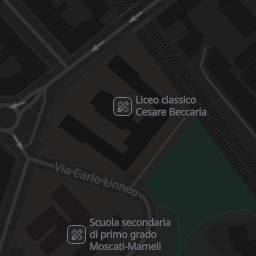 Liceo classico
Cesare Beccaria
Via Carlo Linneo
Scuola secondaria
di primo grado
Moscati-Mameli